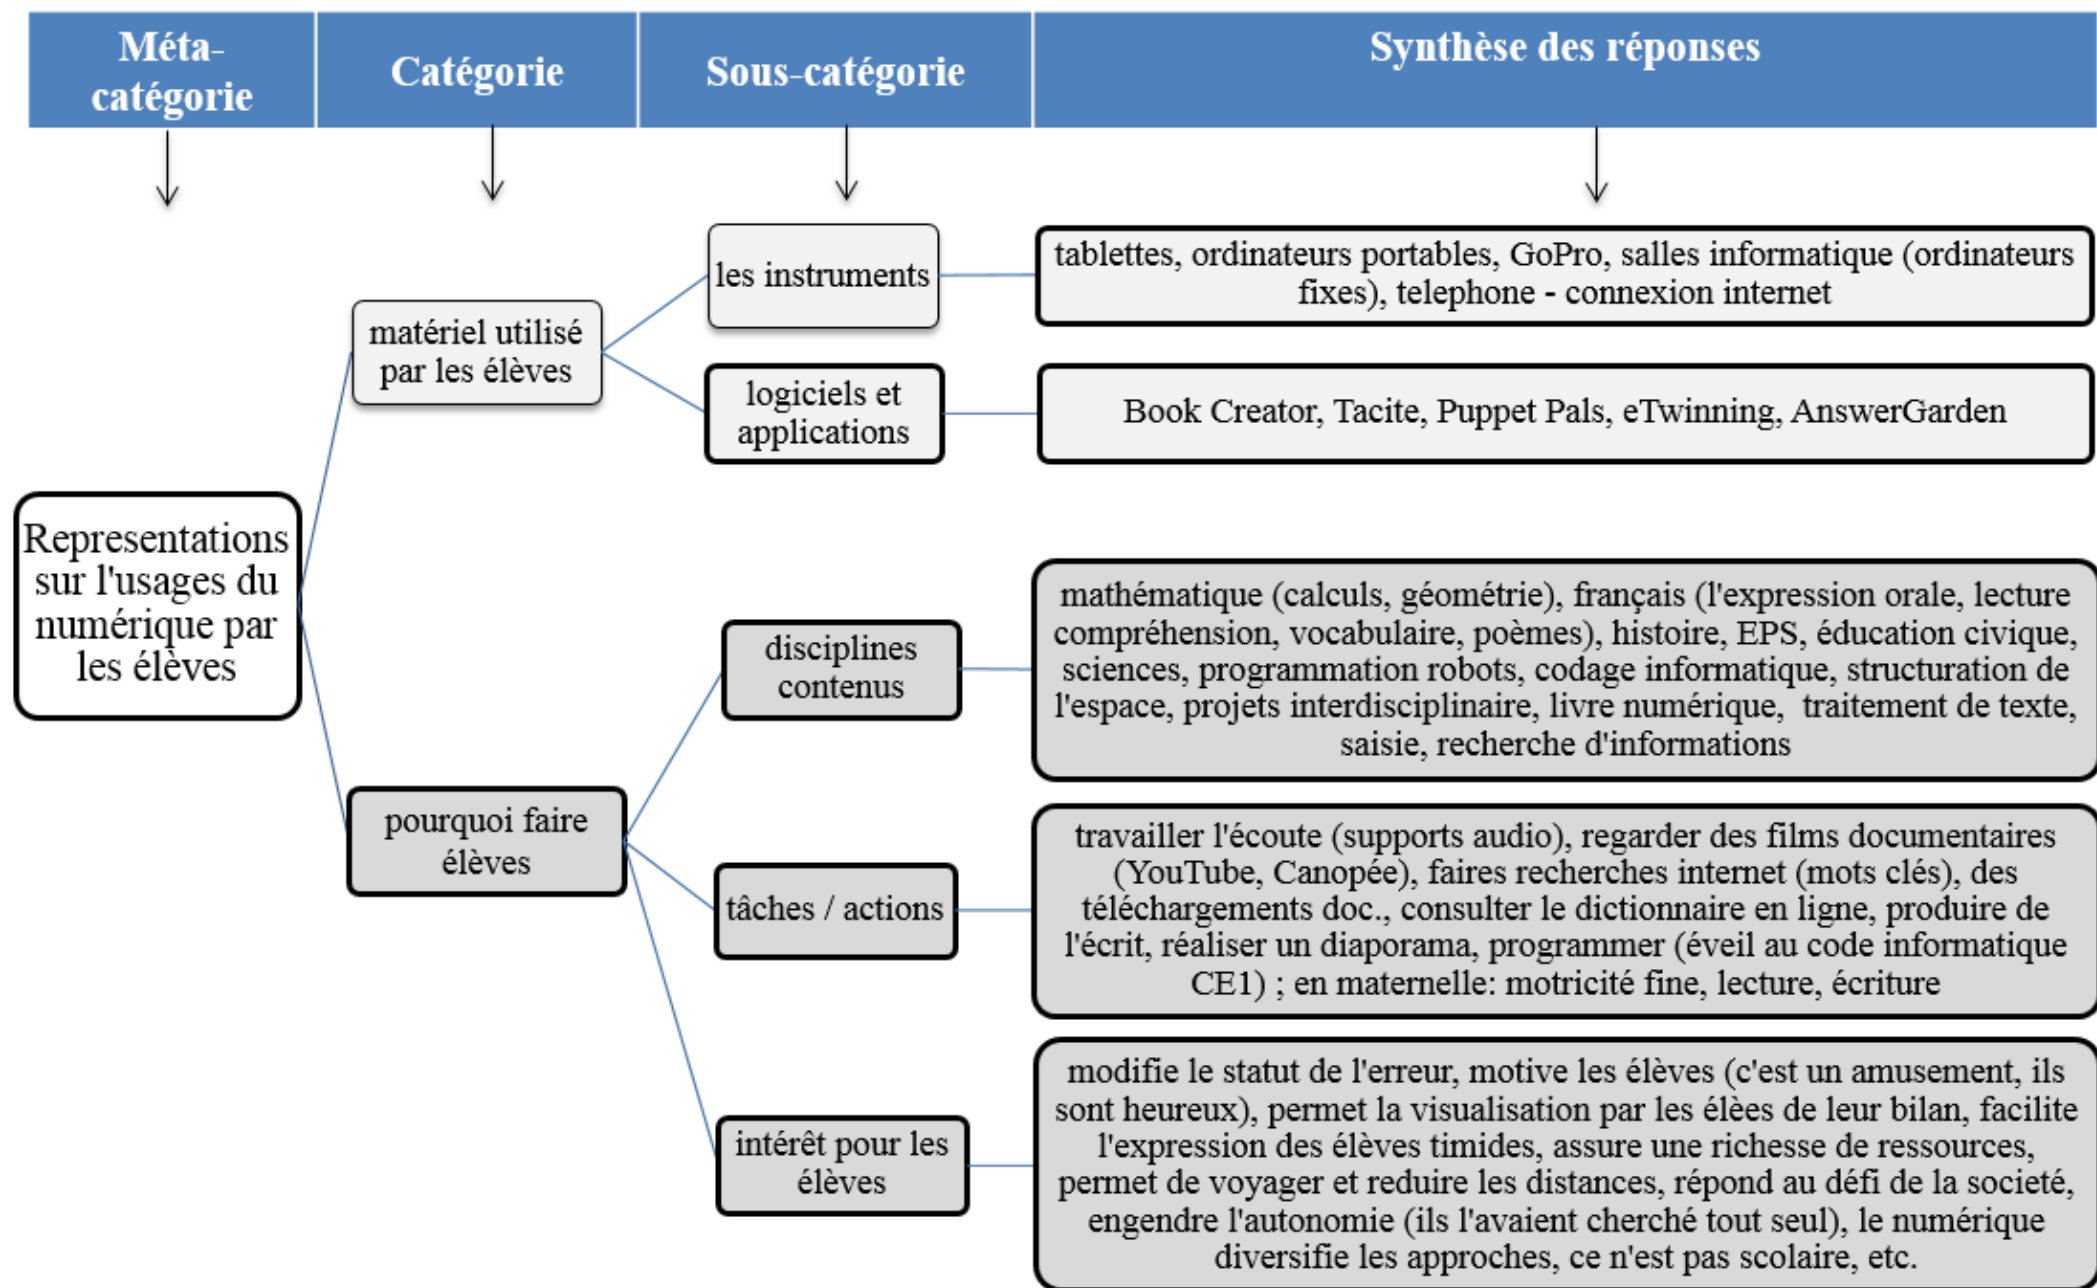 Méta-
catégorie
Catégorie
Sous-catégorie
Synthèse des réponses
les instruments
tablettes, ordinateurs portables, GoPro, salles informatique (ordinateurs
fixes), telephone - connexion internet
matériel utilisé
par les élèves
logiciels et
applications
Book Creator, Tacite, Puppet Pals, eTwinning, AnswerGarden
Representations
sur l'usages du
numérique par
les élèves
disciplines
contenus
mathématique (calculs, géométrie), français (l'expression orale, lecture
compréhension, vocabulaire, poèmes), histoire, EPS, éducation civique,
sciences, programmation robots, codage informatique, structuration de
l'espace, projets interdisciplinaire, livre numérique,  traitement de texte,
saisie, recherche d'informations
pourquoi faire
élèves
tâches / actions
travailler l'écoute (supports audio), regarder des films documentaires
(YouTube, Canopée), faires recherches internet (mots clés), des
téléchargements doc., consulter le dictionnaire en ligne, produire de
l'écrit, réaliser un diaporama, programmer (éveil au code informatique
CE1) ; en maternelle: motricité fine, lecture, écriture
intérêt pour les
élèves
modifie le statut de l'erreur, motive les élèves (c'est un amusement, ils
sont heureux), permet la visualisation par les élèes de leur bilan, facilite
l'expression des élèves timides, assure une richesse de ressources,
permet de voyager et reduire les distances, répond au défi de la societé,
engendre l'autonomie (ils l'avaient cherché tout seul), le numérique
diversifie les approches, ce n'est pas scolaire, etc.